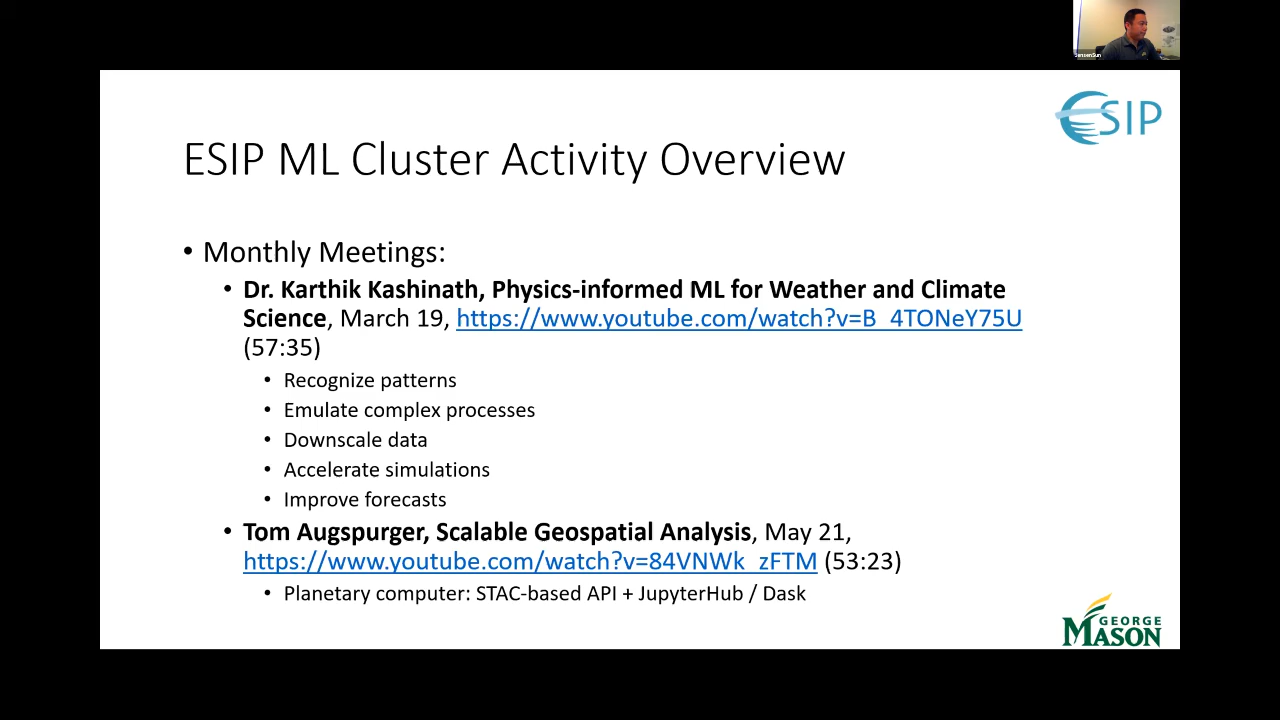 JensenSun
ESIP
ESIP ML Cluster Activity Overview
• Monthly Meetings:
• Dr. Karthik Kashinath, Physics-informed ML for Weather and Climate
Science, March 19, https://www.youtube.com/watch?v=B_4TONeY75U
(57:35)
• Recognize patterns
• Emulate complex processes
• Downscale data
• Accelerate simulations
• Improve forecasts
• Tom Augspurger, Scalable Geospatial Analysis, May 21,
https://www.youtube.com/watch?v=84VNWk_zFTM (53:23)
• Planetary computer: STAC-based API + JupyterHub / Dask
GEORGE
MASON